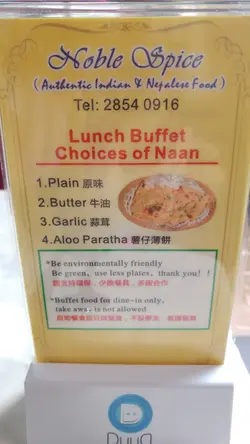 Noble Spice
(Authentic Indian & Nepalese Food)
Tel: 2854 0916
Lunch Buffet
Choices of Naan
1.Plain 原味
2.Butter 牛油
3.Garlic 蒜茸
4.Aloo Paratha 薯仔薄餅
*Be environmentally friendly
Be green, use less plates, thank you! !
*Buffet food for dine-in only,
take away is not allowed